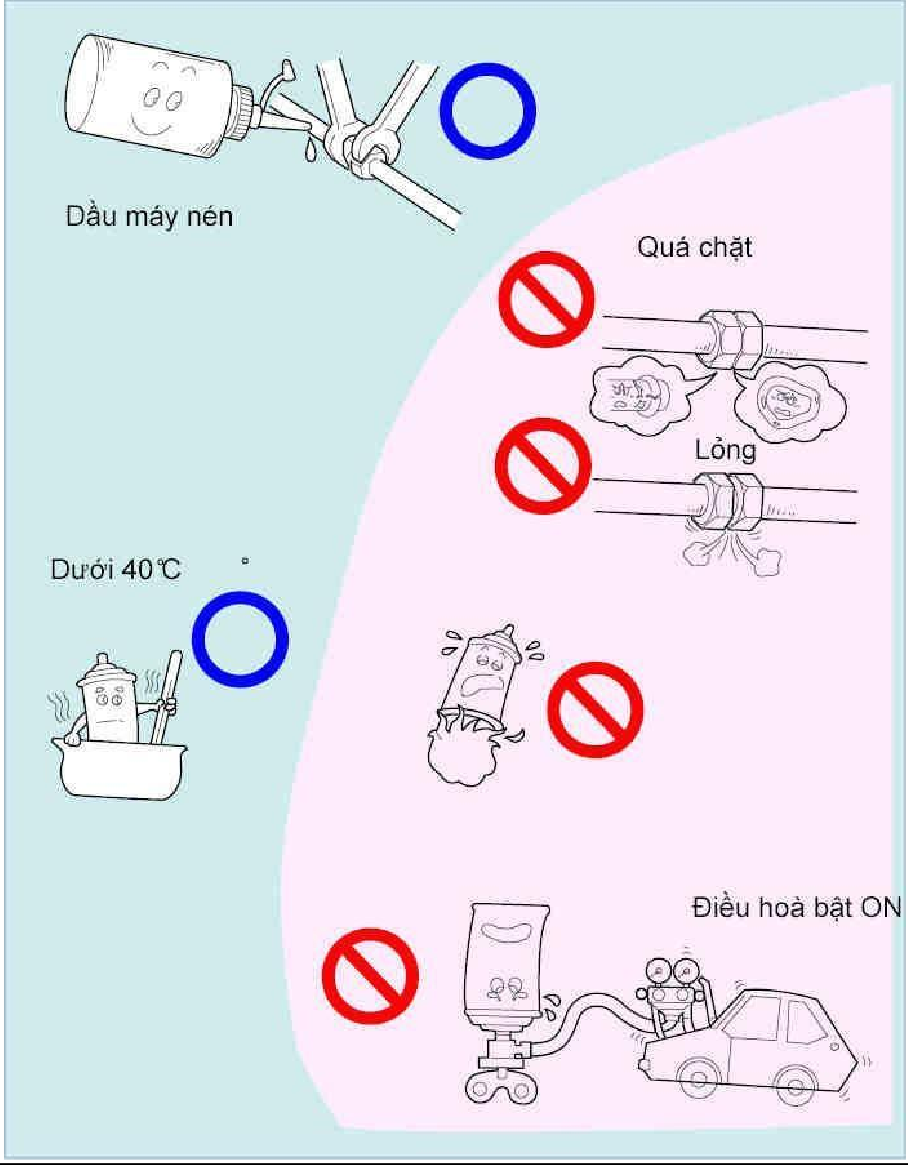 Dầu máy nén
Quá chặt
Lỏng
Dưới 40℃
Điều hoà bật ON